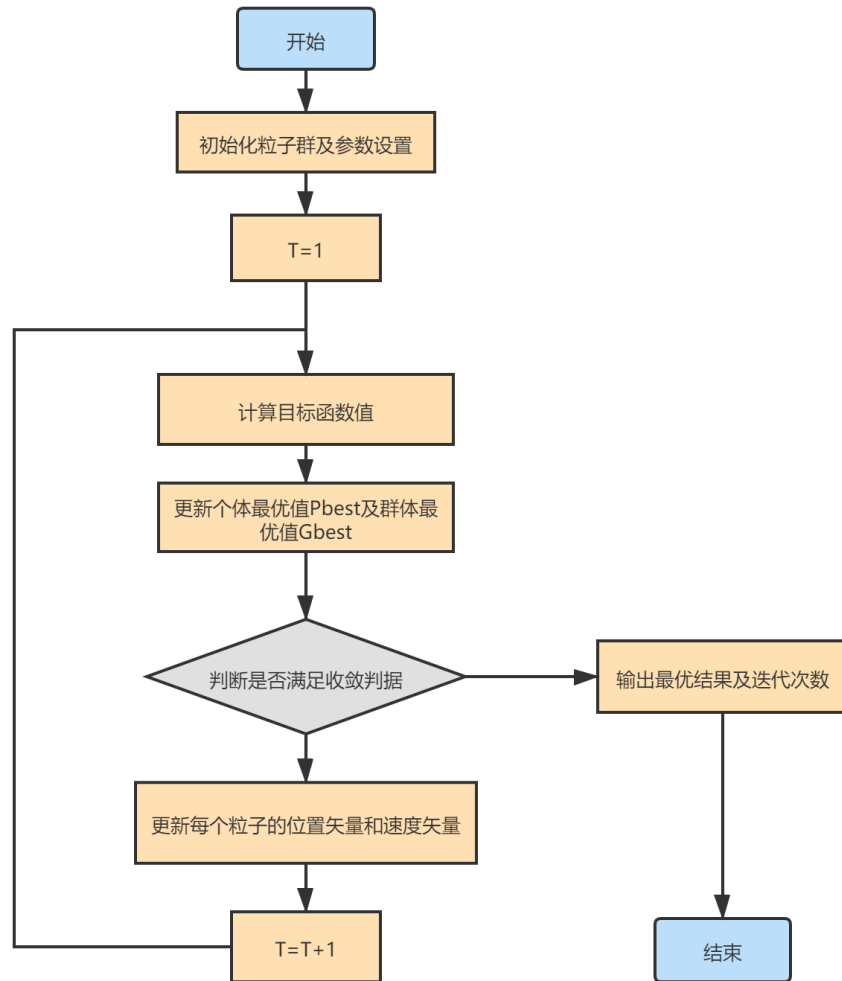 开始
初始化粒子群及参数设置
T=1
计算目标函数值
更新个体最优值Pbest及群体最
优值Gbest
判断是否满足收敛判据
输出最优结果及迭代次数
更新每个粒子的位置矢量和速度矢量
T=T+1
结束